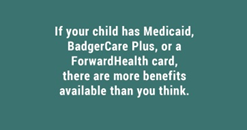 If your child has Medicaid,
BadgerCare Plus, or a
ForwardHealth card,
there are more benefits
available than you think.